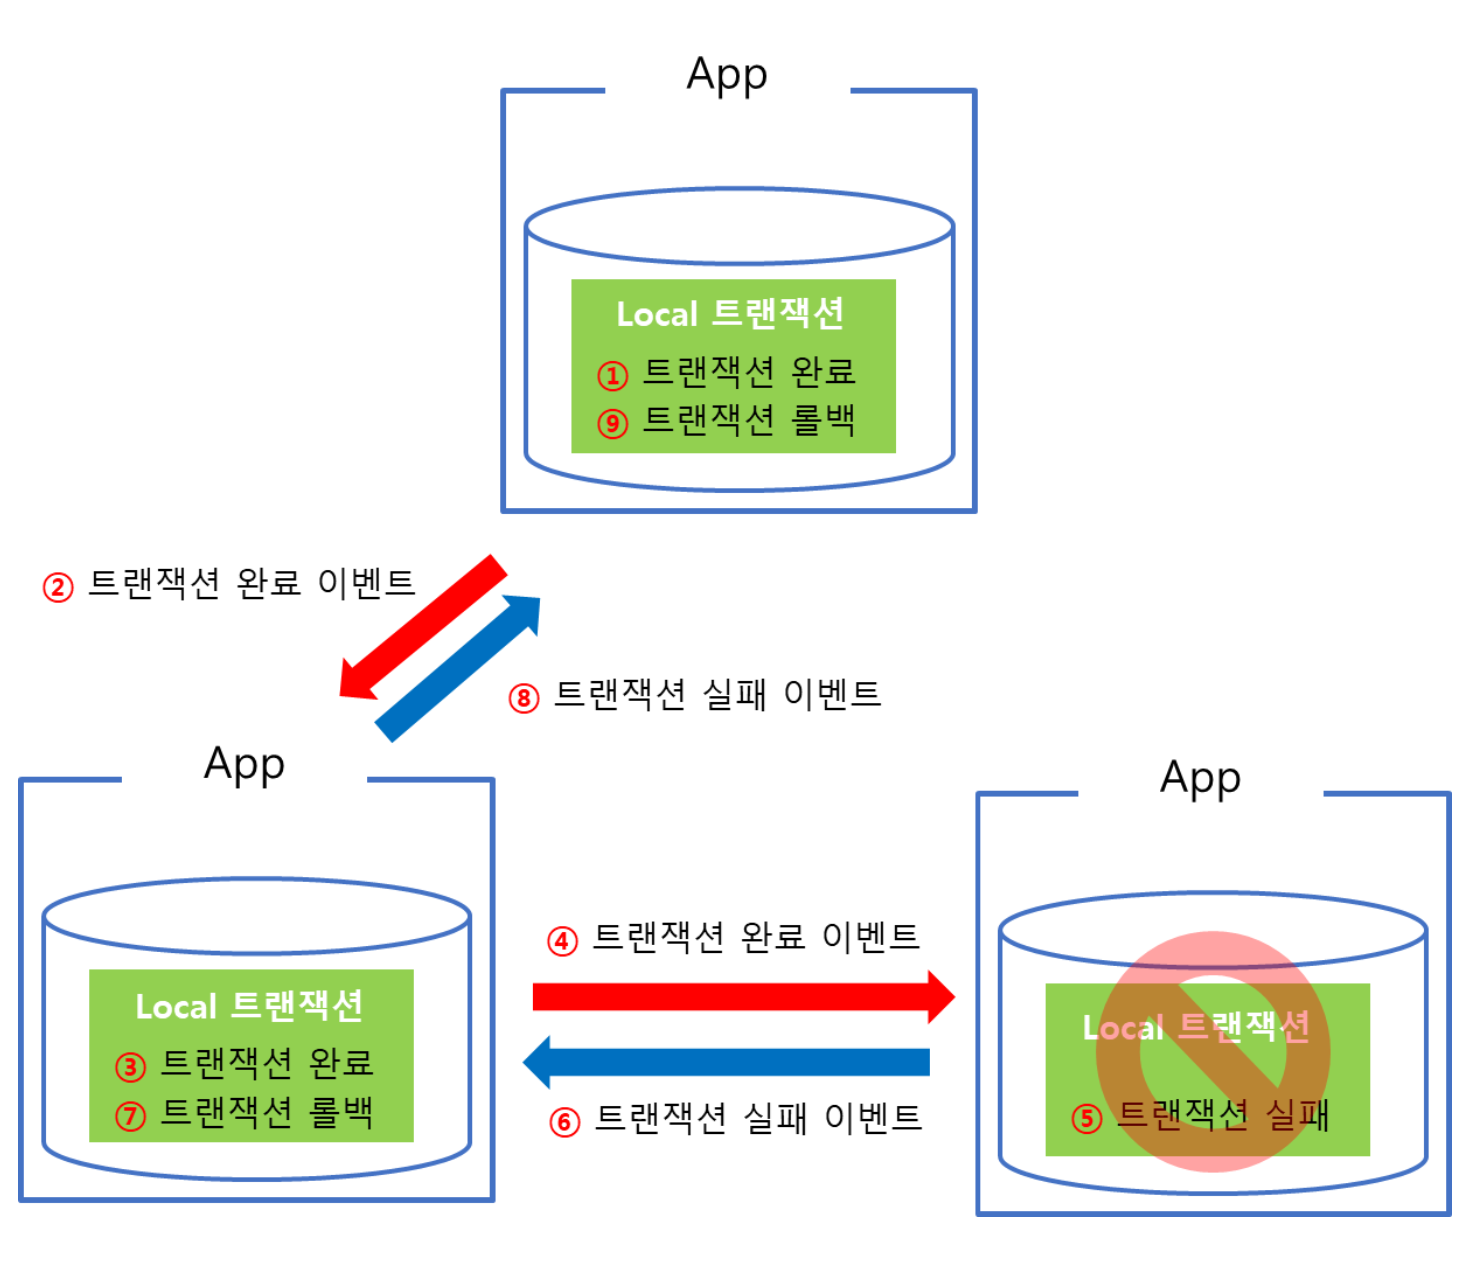 App
Local 트랜잭션
① 트랜잭션 완료
⑨ 트랜잭션 롤백
② 트랜잭션 완료 이벤트
⑧ 트랜잭션 실패 이벤트
App
Local 트랜잭션
③ 트랜잭션 완료
⑦ 트랜잭션 롤백
④ 트랜잭션 완료 이벤트
⑥ 트랜잭션 실패 이벤트
App
Local 트랜잭션
⑤ 트랜잭션 실패